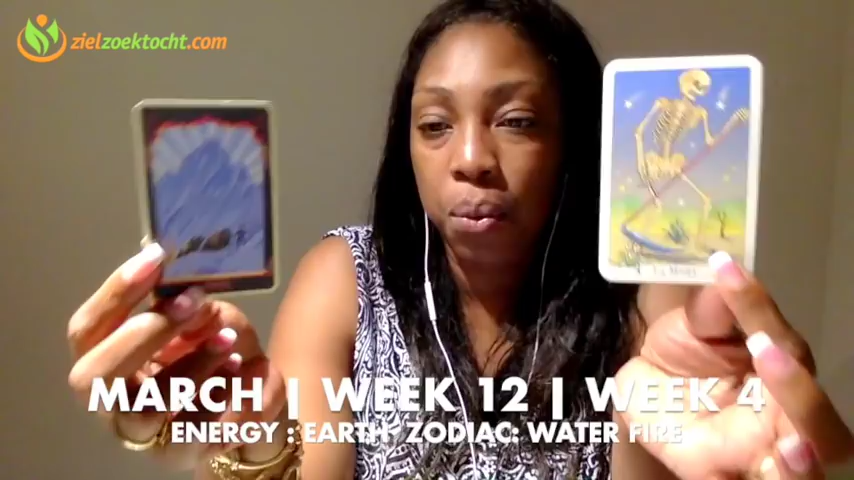 zielzoektocht.com
MARCH | WEEK 12 | WEEK 4
ENERGY : EARTH ZODIAC: WATER FIRE